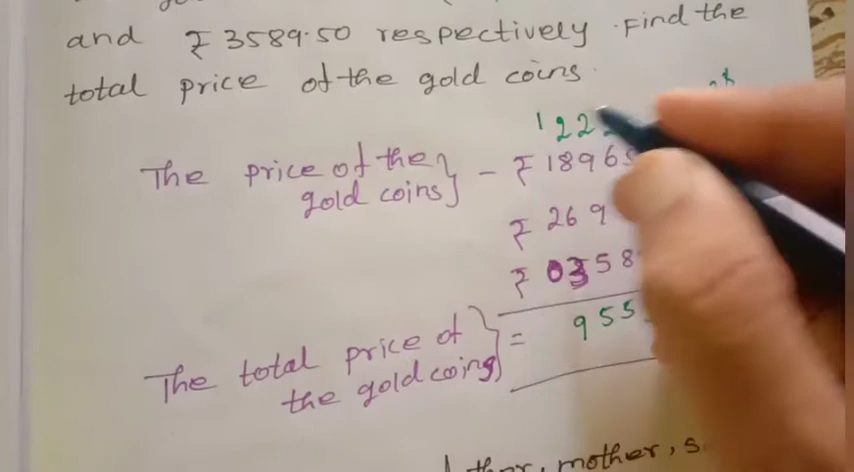 and ₹ 3589.50 respectively. Find the
total price of the gold coins.
1 2 2
The price of the
gold coins } - ₹ 1896
₹ 269
₹ 0358
The total price of
the gold coins } = 955
mother, s